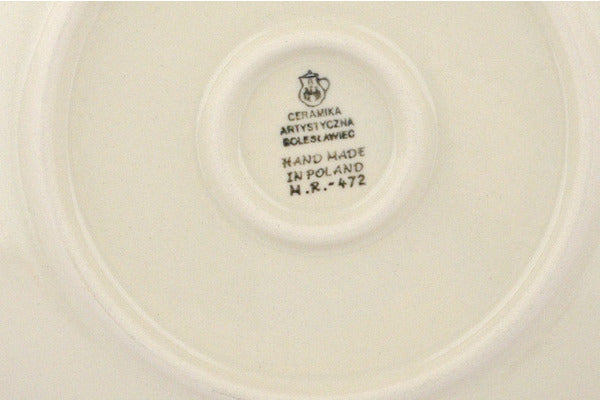 CERAMIKA
ARTYSTYCZNA
BOLESŁAWIEC
HAND MADE
IN POLAND
H.R.-472